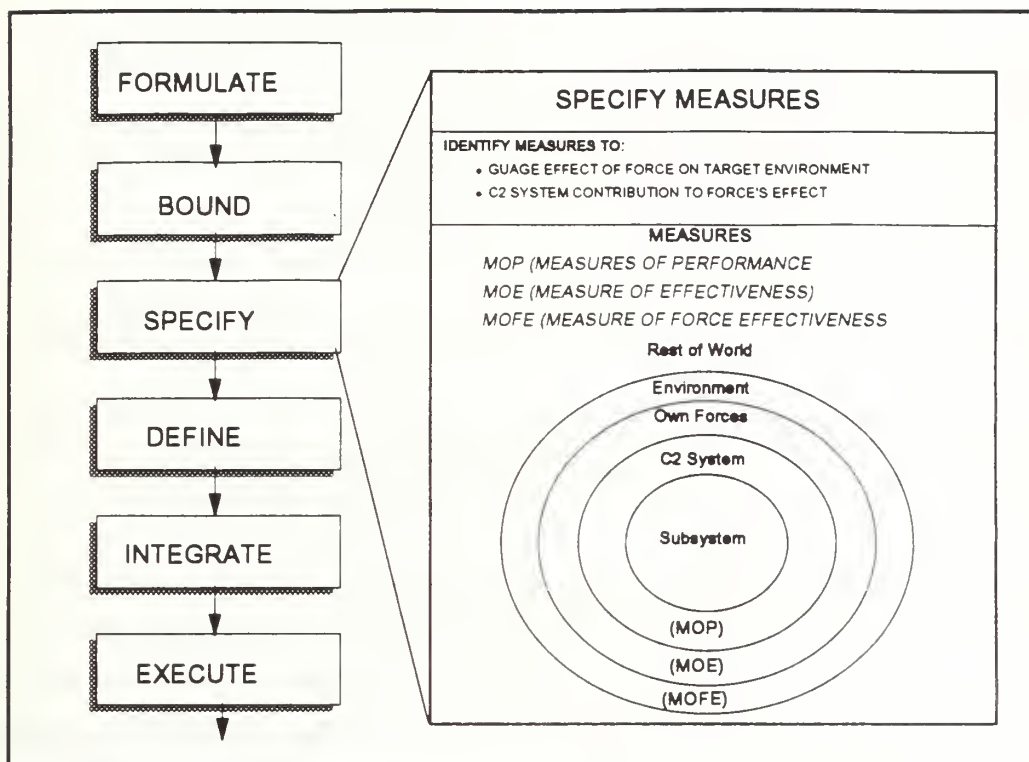 FORMULATE
BOUND
SPECIFY
DEFINE
INTEGRATE
EXECUTE
SPECIFY MEASURES
IDENTIFY MEASURES TO:
• GUAGE EFFECT OF FORCE ON TARGET ENVIRONMENT
• C2 SYSTEM CONTRIBUTION TO FORCE'S EFFECT
MEASURES
MOP (MEASURES OF PERFORMANCE
MOE (MEASURE OF EFFECTIVENESS)
MOFE (MEASURE OF FORCE EFFECTIVENESS
Rest of World
Environment
Own Forces
C2 System
Subsystem
(MOP)
(MOE)
(MOFE)